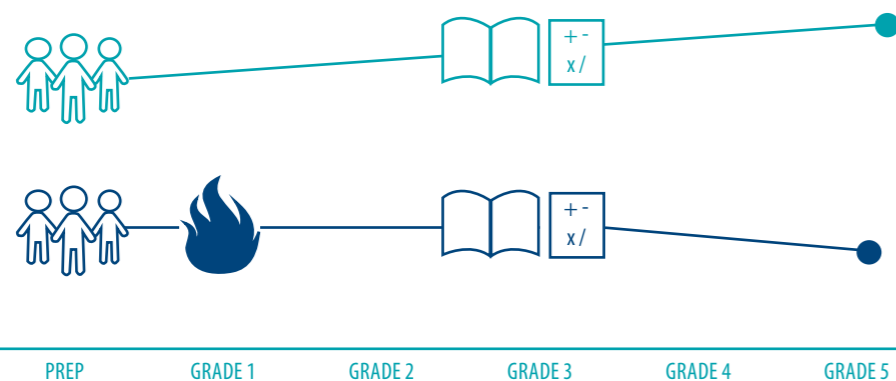 + -
x /
+ -
x /
PREP GRADE 1 GRADE 2 GRADE 3 GRADE 4 GRADE 5